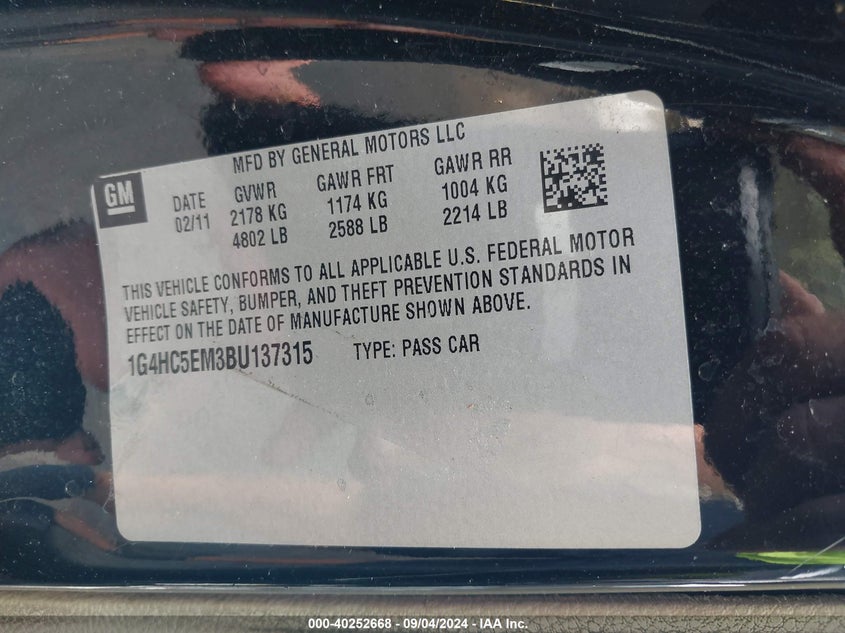 MFD BY GENERAL MOTORS LLC
GM
DATE GVWR GAWR FRT GAWR RR
02/11 2178 KG 1174 KG 1004 KG
4802 LB 2588 LB 2214 LB
THIS VEHICLE CONFORMS TO ALL APPLICABLE U.S. FEDERAL MOTOR
VEHICLE SAFETY, BUMPER, AND THEFT PREVENTION STANDARDS IN
EFFECT ON THE DATE OF MANUFACTURE SHOWN ABOVE.
1G4HC5EM3BU137315 TYPE: PASS CAR
000-40252668 - 09/04/2024 - IAA Inc.